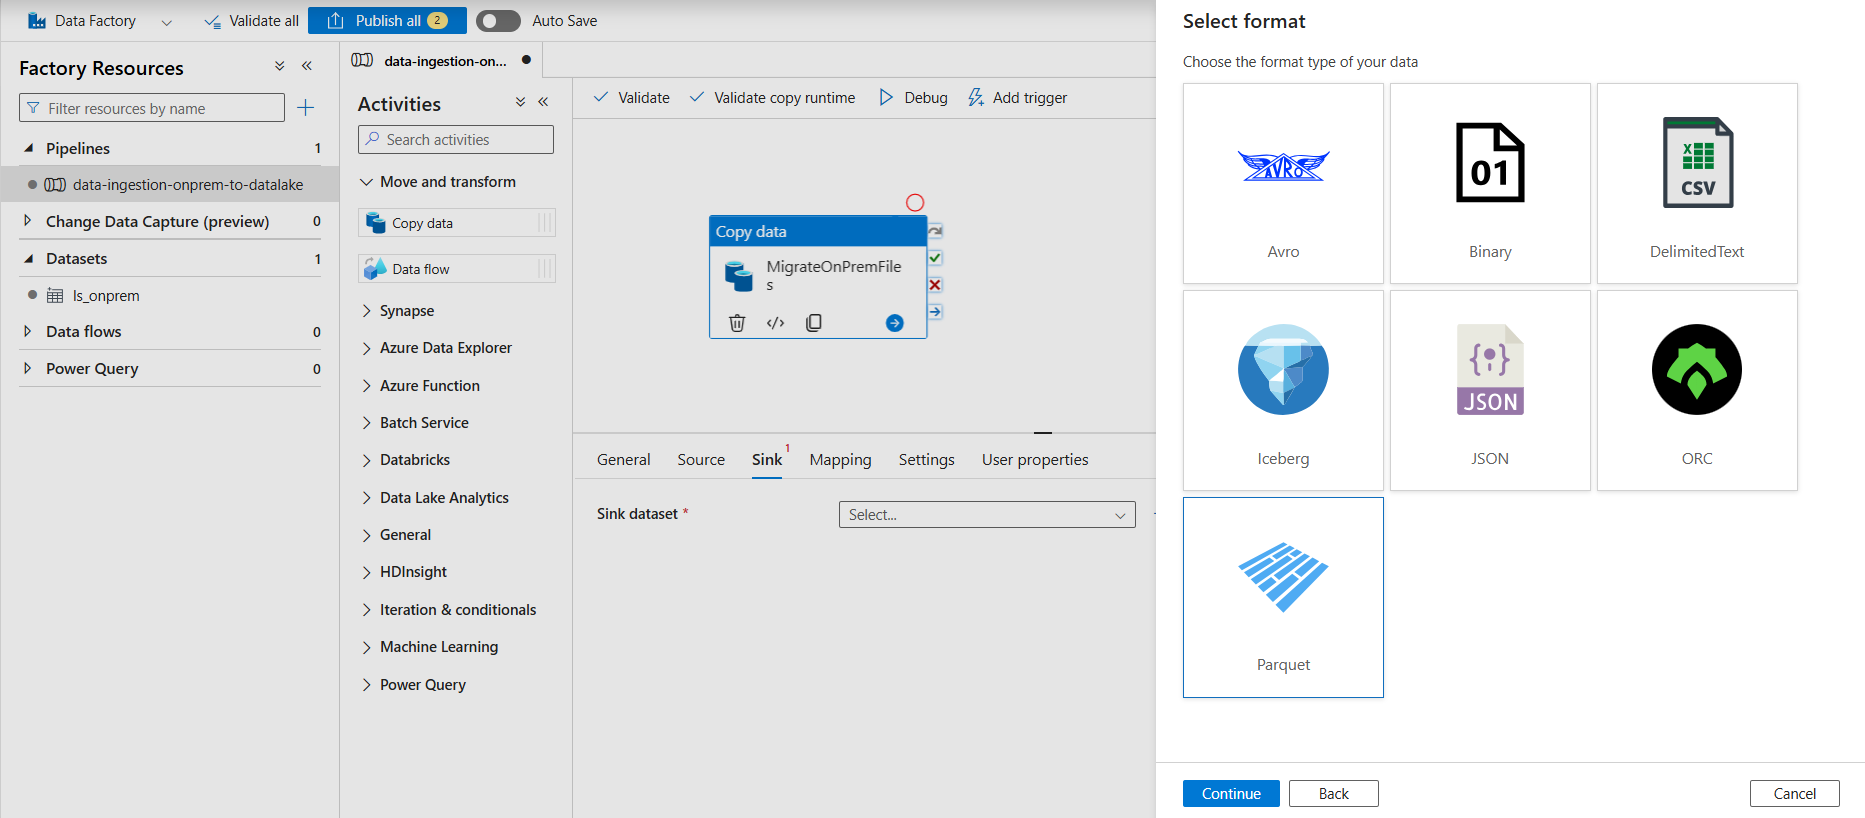 Data Factory
Validate all
Publish all 2
Auto Save
Factory Resources
Filter resources by name
Pipelines 1
data-ingestion-onprem-to-datalake
Change Data Capture (preview) 0
Datasets 1
ls_onprem
Data flows 0
Power Query 0
data-ingestion-on...
Activities
Search activities
Move and transform
Copy data
Data flow
Synapse
Azure Data Explorer
Azure Function
Batch Service
Databricks
Data Lake Analytics
General
HDInsight
Iteration & conditionals
Machine Learning
Power Query
Validate
Validate copy runtime
Debug
Add trigger
Copy data
MigrateOnPremFile
s
General
Source
Sink 1
Mapping
Settings
User properties
Sink dataset *
Select...
Select format
Choose the format type of your data
AVRO
Avro
01
Binary
CSV
DelimitedText
Iceberg
JSON
JSON
ORC
Parquet
Continue
Back
Cancel